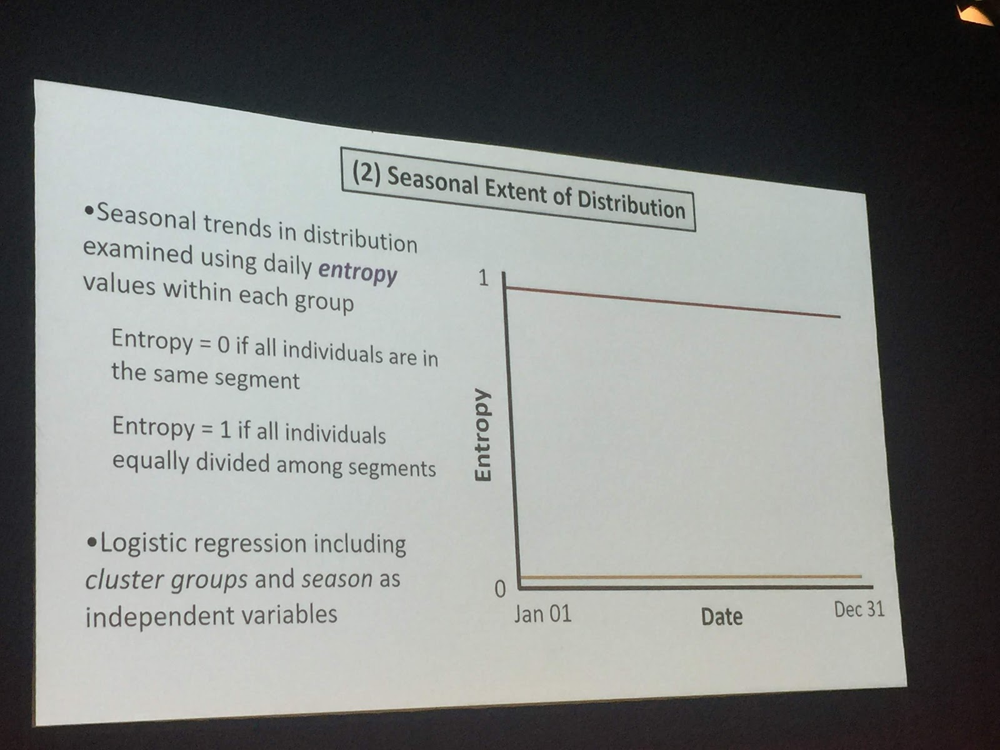 (2) Seasonal Extent of Distribution
•Seasonal trends in distribution
examined using daily entropy
values within each group
Entropy = 0 if all individuals are in
the same segment
Entropy = 1 if all individuals
equally divided among segments
•Logistic regression including
cluster groups and season as
independent variables
1
Entropy
0
Jan 01
Date
Dec 31